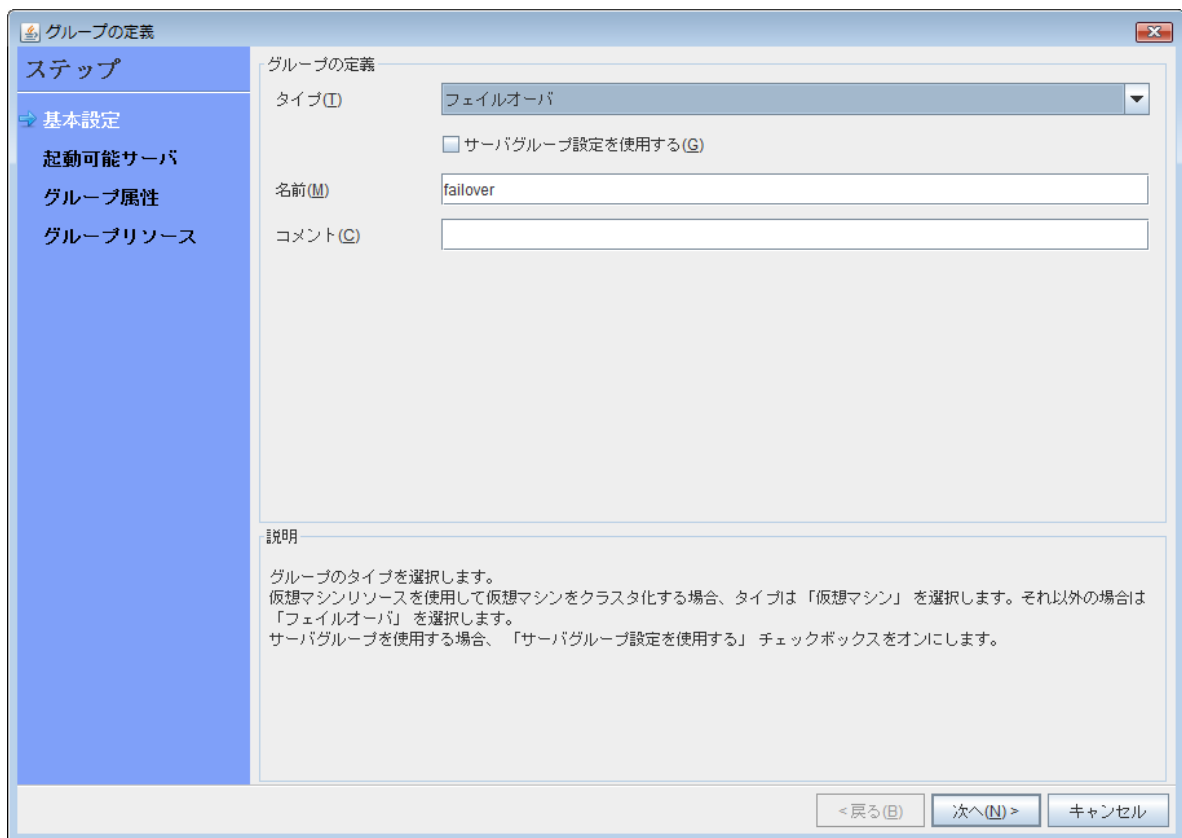 グループの定義
ステップ
基本設定
起動可能サーバ
グループ属性
グループリソース
グループの定義
タイプ(T)
フェイルオーバ
サーバグループ設定を使用する(G)
名前(M)
failover
コメント(C)
説明
グループのタイプを選択します。
仮想マシンリソースを使用して仮想マシンをクラスタ化する場合、タイプは「仮想マシン」を選択します。それ以外の場合は
「フェイルオーバ」を選択します。
サーバグループを使用する場合、「サーバグループ設定を使用する」チェックボックスをオンにします。
<戻る(B)
次へ(N)>
キャンセル